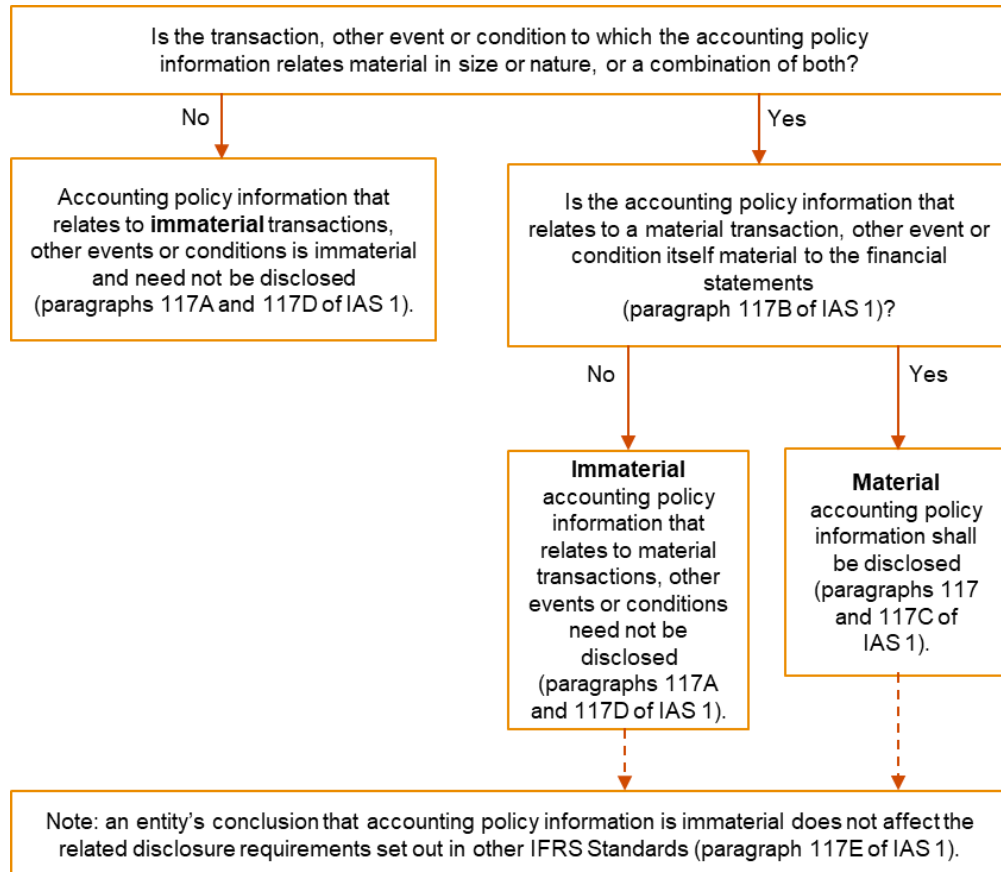 Is the transaction, other event or condition to which the accounting policy
information relates material in size or nature, or a combination of both?
No
Yes
Accounting policy information that
relates to immaterial transactions,
other events or conditions is immaterial
and need not be disclosed
(paragraphs 117A and 117D of IAS 1).
Is the accounting policy information that
relates to a material transaction, other event or
condition itself material to the financial
statements
(paragraph 117B of IAS 1)?
No
Yes
Immaterial
accounting policy
information that
relates to material
transactions, other
events or conditions
need not be
disclosed
(paragraphs 117A
and 117D of IAS 1).
Material
accounting policy
information shall
be disclosed
(paragraphs 117
and 117C of
IAS 1).
Note: an entity’s conclusion that accounting policy information is immaterial does not affect the
related disclosure requirements set out in other IFRS Standards (paragraph 117E of IAS 1).